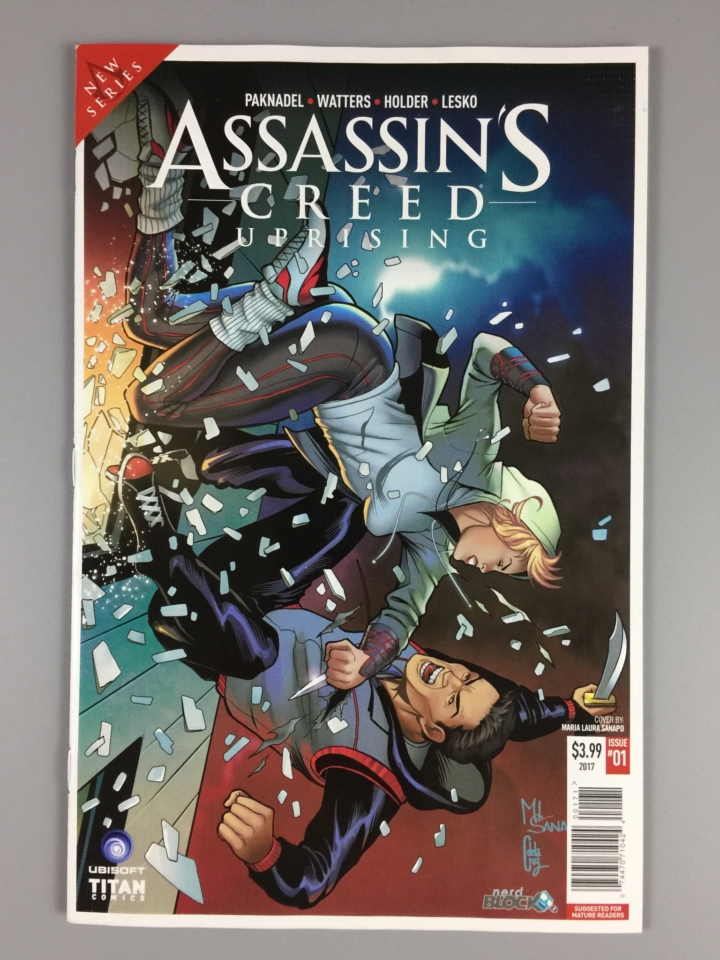 NEW
SERIES
PAKNADEL • WATTERS • HOLDER • LESKO
ASSASSIN'S
CREED
UPRISING
COVER BY:
MARIA LAURA SANAPO
$3.99
2017
ISSUE
#01
00171
UBISOFT
TITAN
COMICS
nerd
BLOCK
SUGGESTED FOR
MATURE READERS